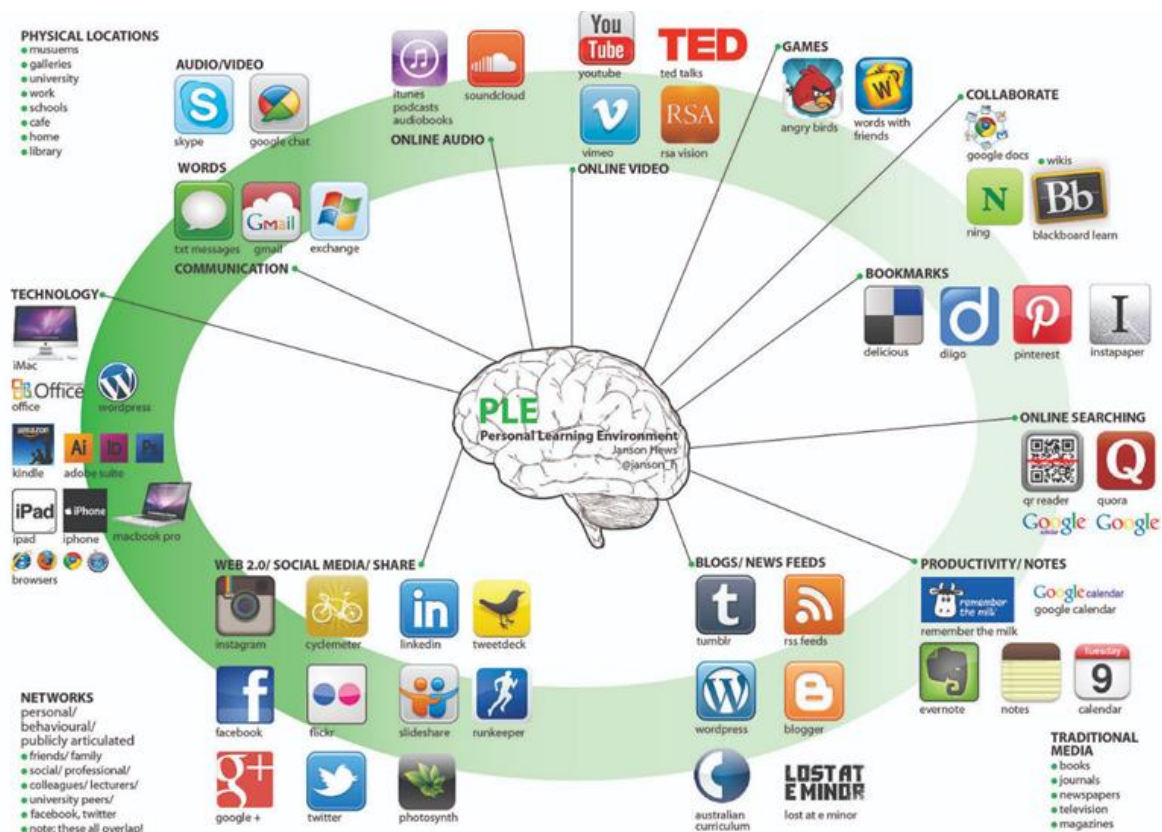 PHYSICAL LOCATIONS
musuems
galleries
university
work
schools
cafe
home
library
AUDIO/VIDEO
skype
google chat
WORDS
Gmail
txt messages
gmail
exchange
COMMUNICATION
itunes
podcasts
audiobooks
soundcloud
ONLINE AUDIO
You
Tube
youtube
TED
ted talks
vimeo
RSA
rsa vision
ONLINE VIDEO
GAMES
angry birds
words with
friends
COLLABORATE
google docs
wikis
N
ning
Bb
blackboard learn
BOOKMARKS
delicious
diigo
pinterest
instapaper
TECHNOLOGY
iMac
Office
office
wordpress
amazon
kindle
Ai
Ps
adobe suite
iPad
iPhone
ipad
iphone
macbook pro
browsers
PLE
Personal Learning Environment
Janson Hews
@janson_h
ONLINE SEARCHING
qr reader
Q
quora
Google
scholar
Google
WEB 2.0/ SOCIAL MEDIA/ SHARE
instagram
cyclemeter
in
linkedin
tweetdeck
f
facebook
flickr
slideshare
runkeeper
g+
google +
twitter
photosynth
BLOGS/ NEWS FEEDS
t
tumblr
rss feeds
wordpress
blogger
australian
curriculum
LOST AT
E MINOR
lost at e minor
PRODUCTIVITY/ NOTES
remember
the milk
remember the milk
Google calendar
google calendar
evernote
notes
Tuesday
9
calendar
NETWORKS
personal/
behavioural/
publicly articulated
friends/ family
social/ professional/
colleagues/ lecturers/
university peers/
facebook, twitter
note: these all overlap!
TRADITIONAL
MEDIA
books
journals
newspapers
television
magazines